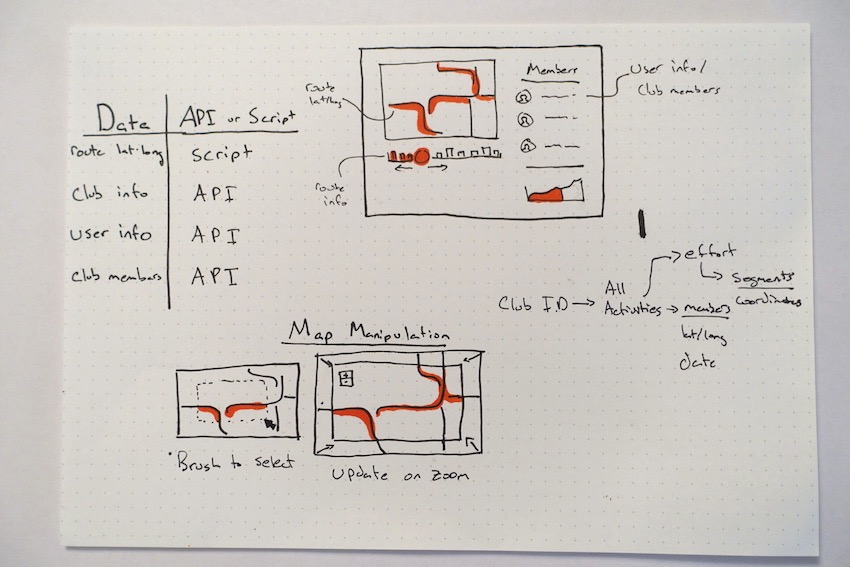 Data API or Script
route lat·long script
Club info API
User info API
Club members API
route
lat/long
route
info
Members
User info/
Club members
Club I.D → All
Activities
→ effort
→ Segments
Coordinates
→ members
lat/long
date
Map Manipulation
Brush to select
Update on Zoom